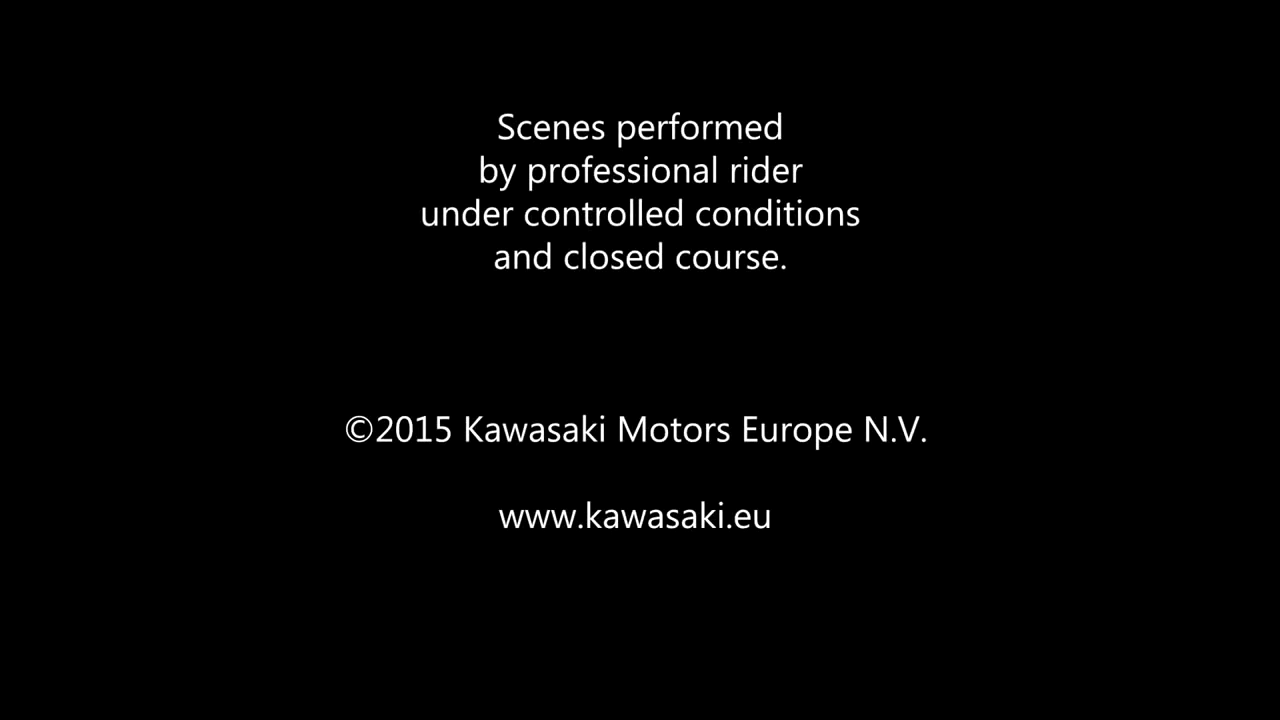 Scenes performed
by professional rider
under controlled conditions
and closed course.
©2015 Kawasaki Motors Europe N.V.
www.kawasaki.eu